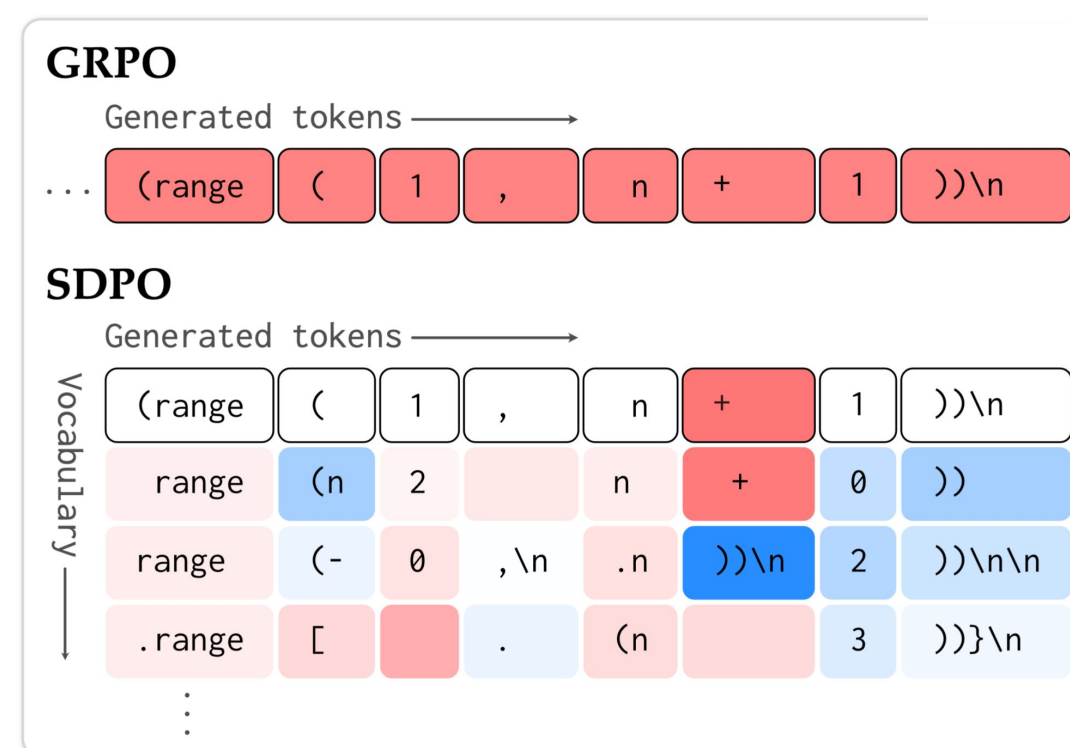 GRPO
Generated tokens
... (range ( 1 , n + 1 ))\n
SDPO
Generated tokens
Vocabulary
(range ( 1 , n + 1 ))\n
range (n 2 n + 0 ))
range (- 0 ,\n .n ))\n 2 ))\n\n
.range [ . (n 3 ))}\n